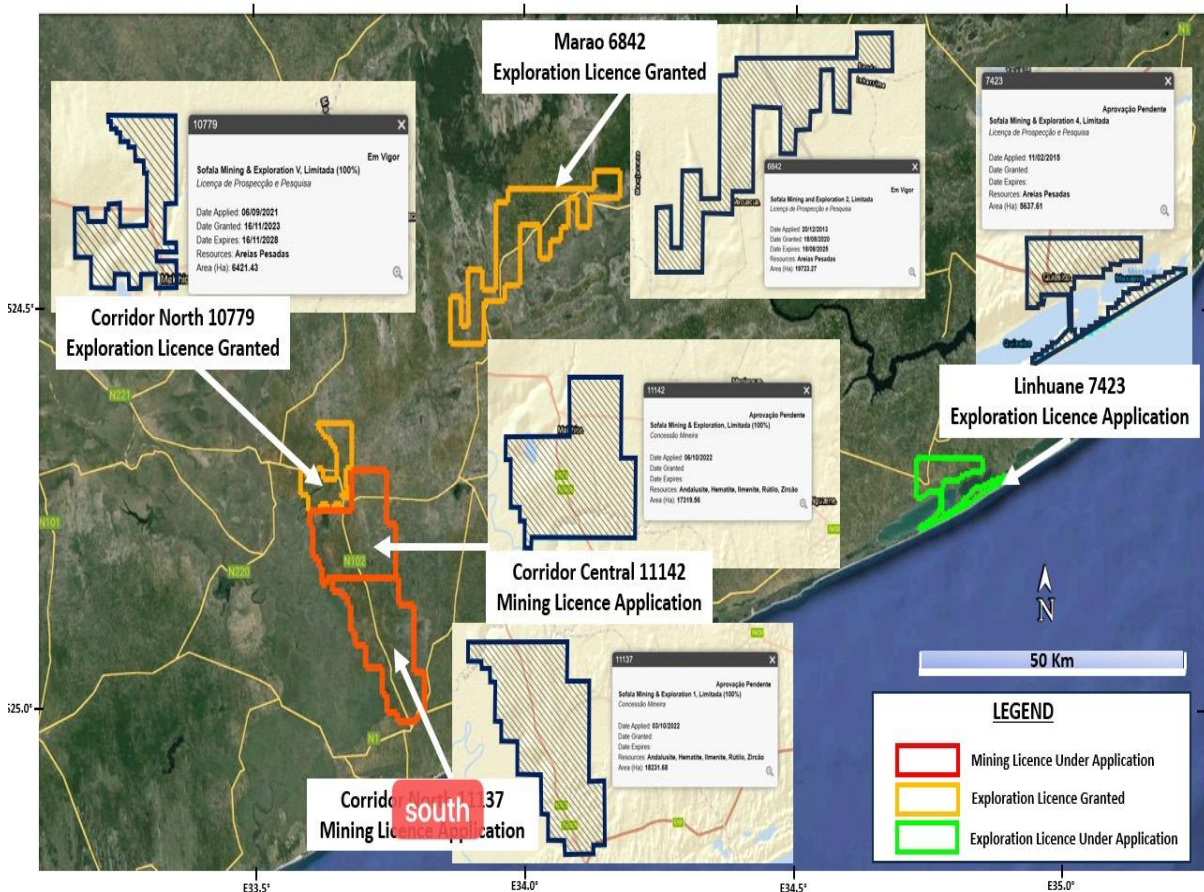 Marao 6842
Exploration Licence Granted
10779
X
Em Vigor
Sofala Mining & Exploration V, Limitada (100%)
Licença de Prospecção e Pesquisa
Date Applied: 06/09/2021
Date Granted: 16/11/2023
Date Expires: 16/11/2028
Resources: Areias Pesadas
Area (Ha): 6421.43
Corridor North 10779
Exploration Licence Granted
6842
X
Em Vigor
Sofala Mining and Exploration 2, Limitada
Licença de Prospecção e Pesquisa
Date Applied: 20/12/2013
Date Granted: 18/08/2020
Date Expires: 18/08/2025
Resources: Areias Pesadas
Area (Ha): 19723.27
7423
X
Aprovação Pendente
Sofala Mining & Exploration 4, Limitada
Licença de Prospecção e Pesquisa
Date Applied: 11/02/2015
Date Granted:
Date Expires:
Resources: Areias Pesadas
Area (Ha): 5637.61
Linhuane 7423
Exploration Licence Application
11142
X
Aprovação Pendente
Sofala Mining & Exploration, Limitada (100%)
Concessão Mineira
Date Applied: 06/10/2022
Date Granted:
Date Expires:
Resources: Andalusite, Hematite, Ilmenite, Rútilo, Zircão
Area (Ha): 17319.56
Corridor Central 11142
Mining Licence Application
11137
X
Aprovação Pendente
Sofala Mining & Exploration 1, Limitada (100%)
Concessão Mineira
Date Applied: 03/10/2022
Date Granted:
Date Expires:
Resources: Andalusite, Hematite, Ilmenite, Rútilo, Zircão
Area (Ha): 18231.68
Corridor North 11137
south
Mining Licence Application
N221
N101
N220
N102
N1
N1
N
50 Km
LEGEND
Mining Licence Under Application
Exploration Licence Granted
Exploration Licence Under Application
S24.5°
S25.0°
E33.5°
E34.0°
E34.5°
E35.0°